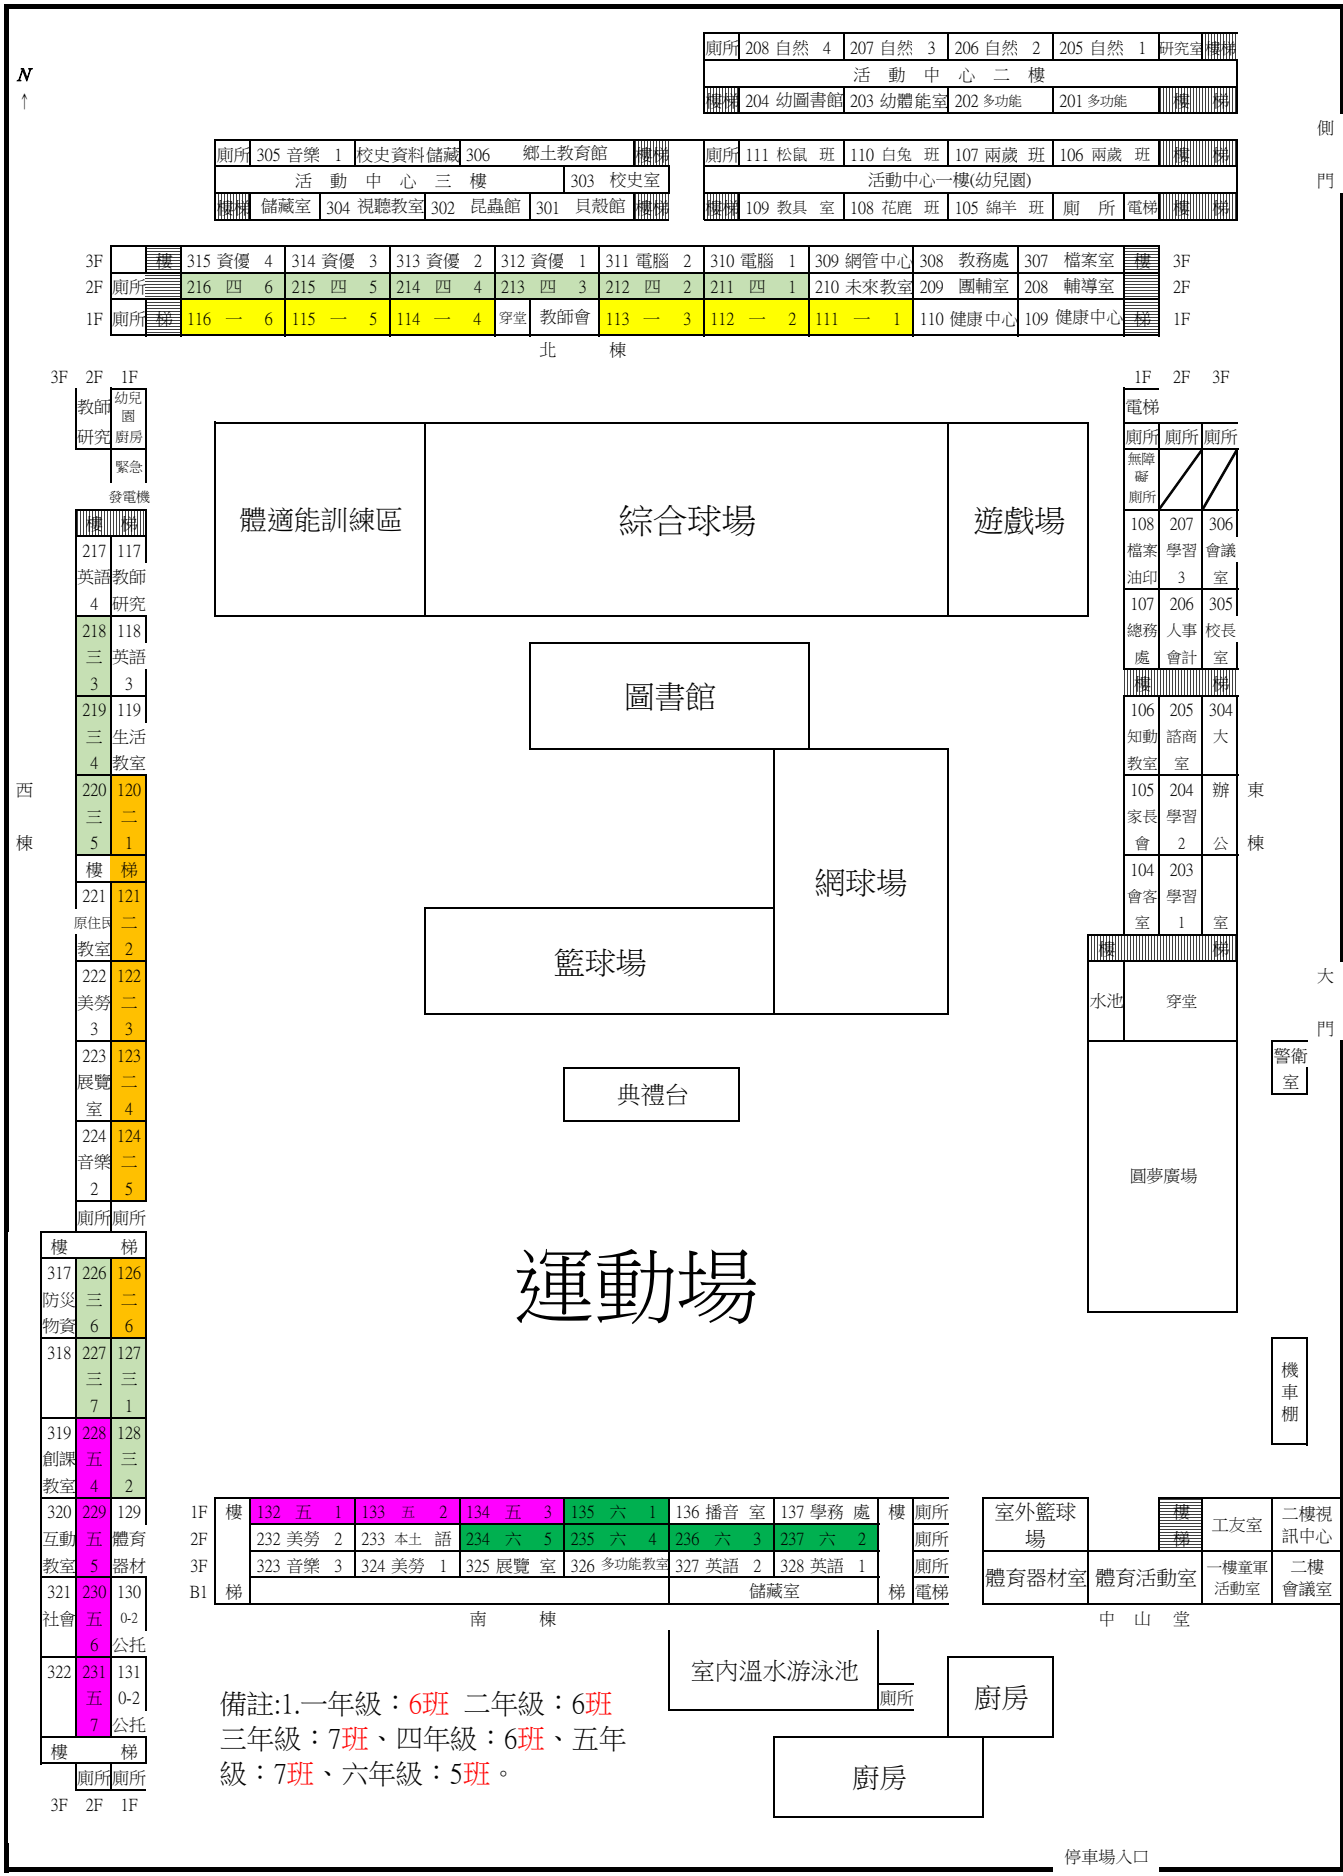 廁所 208 自然 4 207 自然 3 206 自然 2 205 自然 1 研究室 樓梯
N 活 動 中 心 二 樓
↑ 樓梯 204 幼圖書館 203 幼體能室 202 多功能 201 多功能 樓 梯
側
門
廁所 305 音樂 1 校史資料儲藏 306 鄉土教育館 樓梯 廁所 111 松鼠 班 110 白兔 班 107 兩歲 班 106 兩歲 班 樓 梯
活 動 中 心 三 樓 303 校史室 活動中心一樓(幼兒園)
樓梯 儲藏室 304 視聽教室 302 昆蟲館 301 貝殼館 樓梯 樓梯 109 教具 室 108 花鹿 班 105 綿羊 班 廁 所 電梯 樓 梯
3F 樓 315 資優 4 314 資優 3 313 資優 2 312 資優 1 311 電腦 2 310 電腦 1 309 網管中心 308 教務處 307 檔案室 樓 3F
2F 廁所 216 四 6 215 四 5 214 四 4 213 四 3 212 四 2 211 四 1 210 未來教室 209 團輔室 208 輔導室 2F
1F 廁所 梯 116 一 6 115 一 5 114 一 4 穿堂 教師會 113 一 3 112 一 2 111 一 1 110 健康中心 109 健康中心 梯 1F
北 棟
3F 2F 1F
教師 幼兒
園
研究 廚房
緊急
發電機
樓 梯
217 117
英語 教師
4 研究
218 118
三 英語
3 3
219 119
三 生活
4 教室
西
棟
220 120
三 二
5 1
樓 梯
221 121
原住民 二
教室 2
222 122
美勞 二
3 3
223 123
展覽 二
室 4
224 124
音樂 二
2 5
廁所 廁所
樓 梯
317 226 126
防災 三 二
物資 6 6
318 227 127
三 三
7 1
319 228 128
創課 五 三
教室 4 2
320 229 129
互動 五 體育
教室 5 器材
321 230 130
社會 五 0-2
6 公托
322 231 131
五 0-2
7 公托
樓 梯
廁所 廁所
3F 2F 1F
體適能訓練區 綜合球場 遊戲場
圖書館
網球場
籃球場
典禮台
運動場
1F 2F 3F
電梯
廁所 廁所 廁所
無障
礙
廁所
108 207 306
檔案 學習 會議
油印 3 室
107 206 305
總務 人事 校長
處 會計 室
樓 梯
106 205 304
知動 諮商 大
教室 室
105 204 辦
家長 學習
會 2 公
東
棟
104 203
會客 學習
室 1 室
樓 梯
水池 穿堂
大
門
警衛
室
圓夢廣場
機
車
棚
1F 樓 132 五 1 133 五 2 134 五 3 135 六 1 136 播音 室 137 學務 處 樓 廁所
2F 232 美勞 2 233 本土 語 234 六 5 235 六 4 236 六 3 237 六 2 廁所
3F 323 音樂 3 324 美勞 1 325 展覽 室 326 多功能教室 327 英語 2 328 英語 1 廁所
B1 梯 儲藏室 梯 電梯
南 棟
室外籃球
場
樓
梯
工友室
二樓視
訊中心
體育器材室 體育活動室
一樓童軍
活動室
二樓
會議室
中 山 堂
室內溫水游泳池
廁所
廚房
廚房
備註:1.一年級：6班 二年級：6班
三年級：7班、四年級：6班、五年
級：7班、六年級：5班。
停車場入口